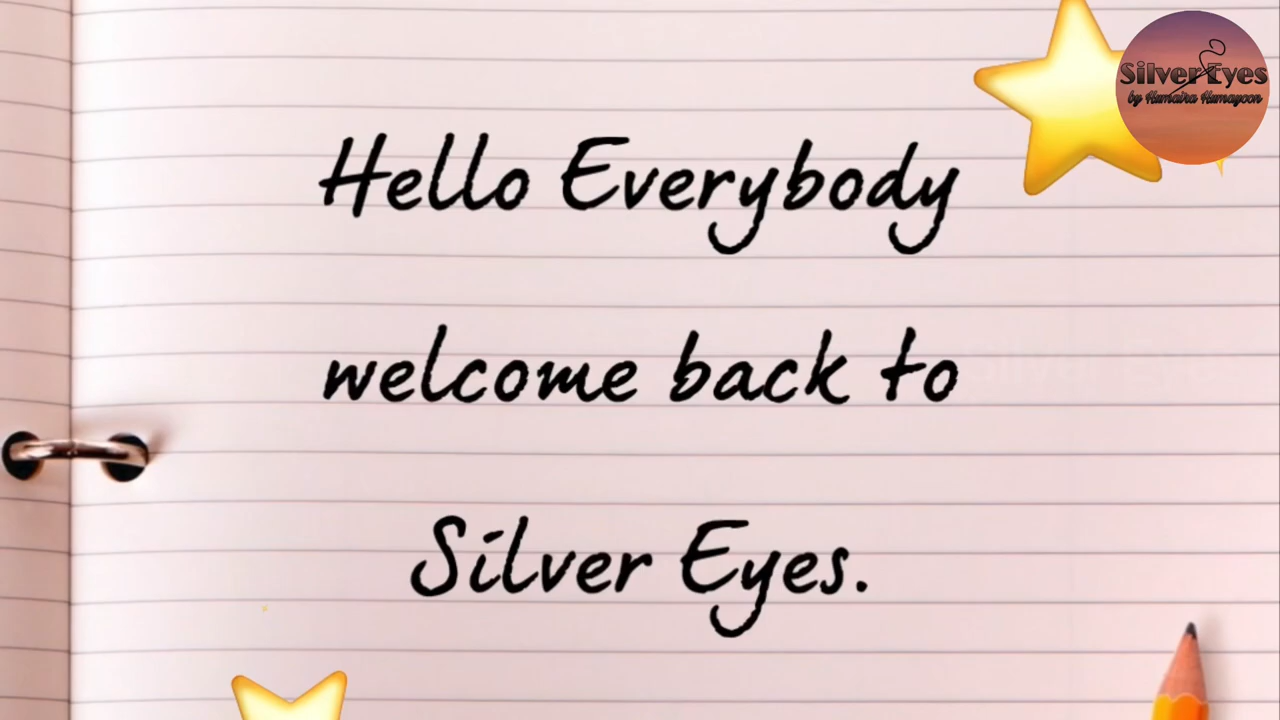 Silver Eyes
by Humaira Humayoon
Hello Everybody
welcome back to
Silver Eyes.